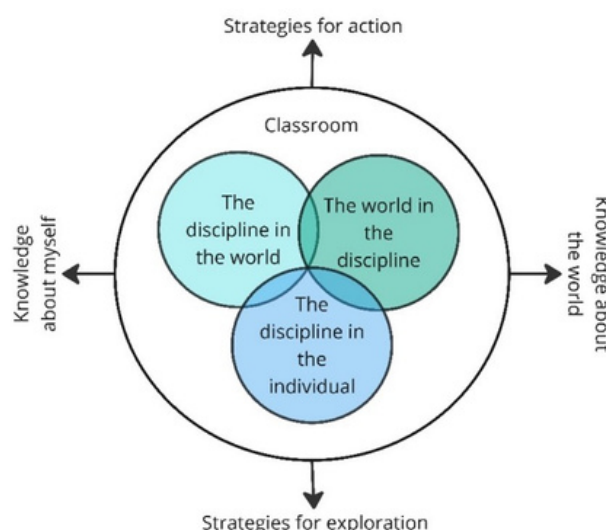 Strategies for action
Classroom
The
discipline in
the world
The world in
the
discipline
The
discipline in
the
individual
Knowledge
about myself
Knowledge about
the world
Strategies for exploration